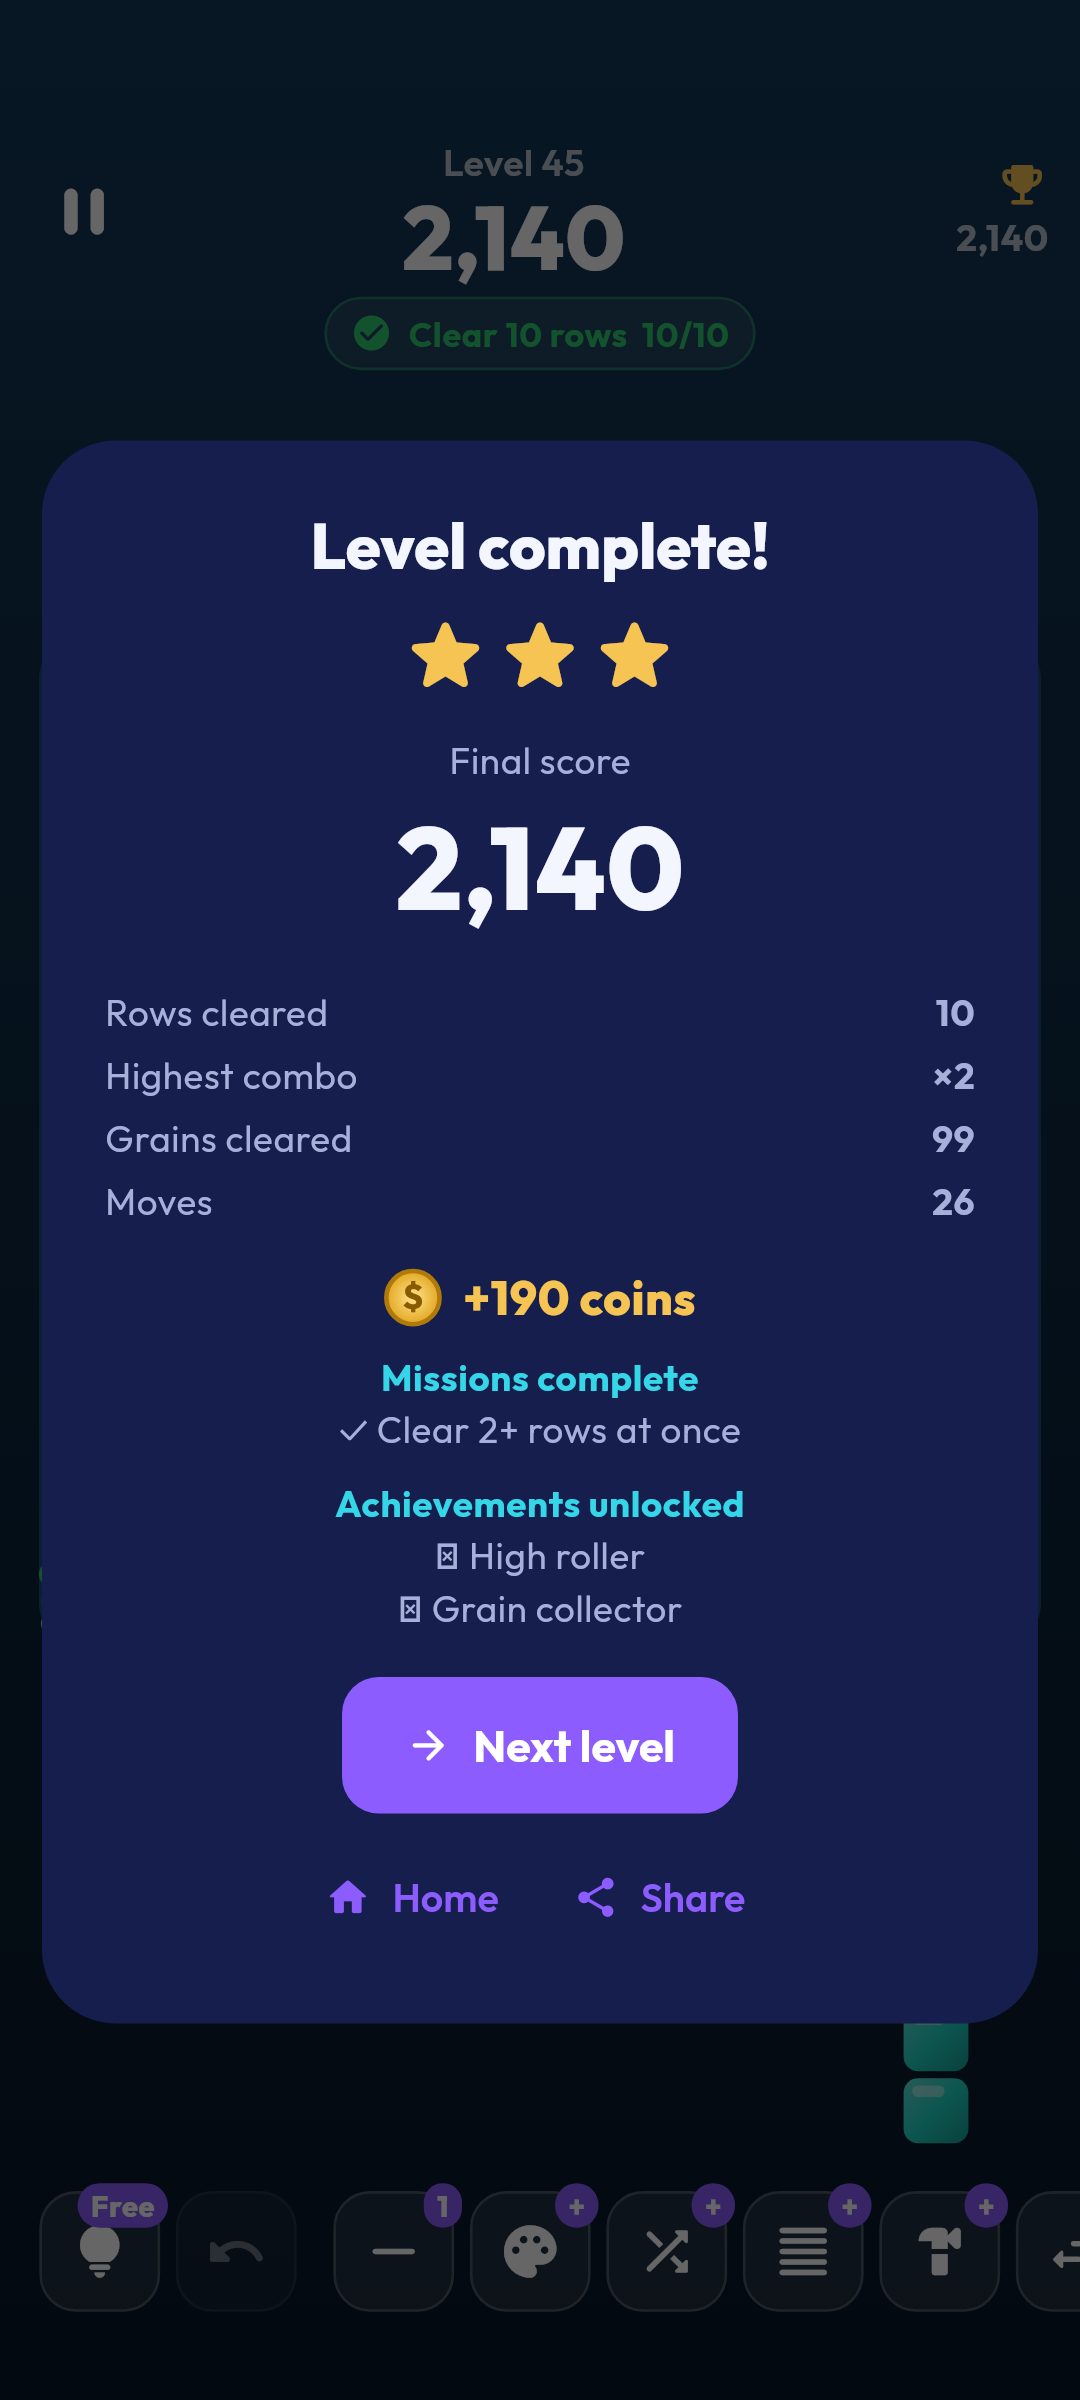 Level 45
2,140
2,140
Clear 10 rows 10/10
Level complete!
Final score
2,140
Rows cleared 10
Highest combo ×2
Grains cleared 99
Moves 26
$ +190 coins
Missions complete
✓ Clear 2+ rows at once
Achievements unlocked
High roller
Grain collector
Next level
Home Share
Free 1 + + + +